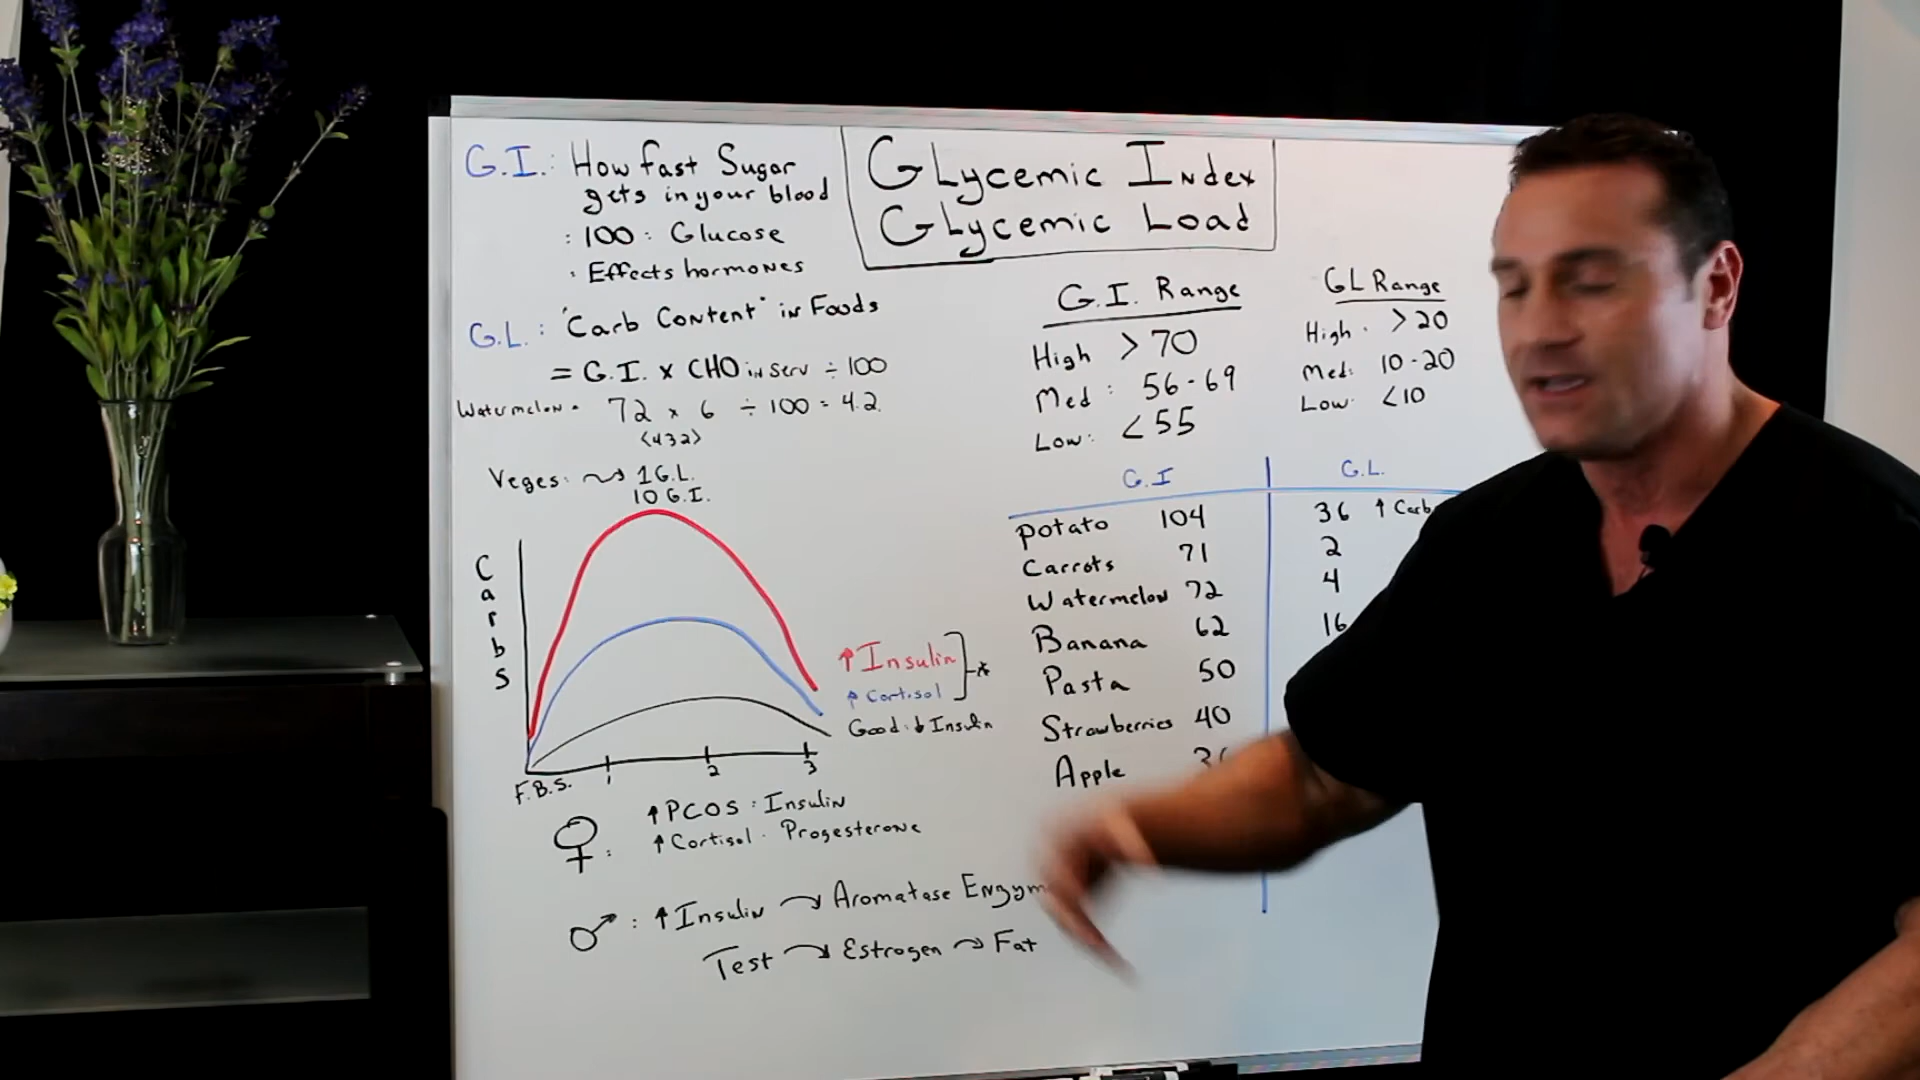 G.I.: How fast Sugar
gets in your blood
: 100 : Glucose
: Effects hormones
G.L.: "Carb Content" in Foods
= G.I. x CHO in Serv ÷ 100
Watermelon = 72 x 6 ÷ 100 = 4.2
<432>
Veges: → 1 G.L.
10 G.I.
Glycemic Index
Glycemic Load
G.I. Range
High > 70
Med : 56-69
Low: < 55
GL Range
High. > 20
Med: 10-20
Low: < 10
G.I G.L.
Potato 104 36 ↑ Carb
Carrots 71 2
Watermelon 72 4
Banana 62 16
Pasta 50
Strawberries 40
Apple
Carbs
↑ Insulin
↑ Cortisol *
Good: ↓ Insulin
F.B.S. 1 2 3
♀ : ↑ PCOS : Insulin
↑ Cortisol . Progesterone
♂ : ↑ Insulin → Aromatase Enzym
Test → Estrogen → Fat